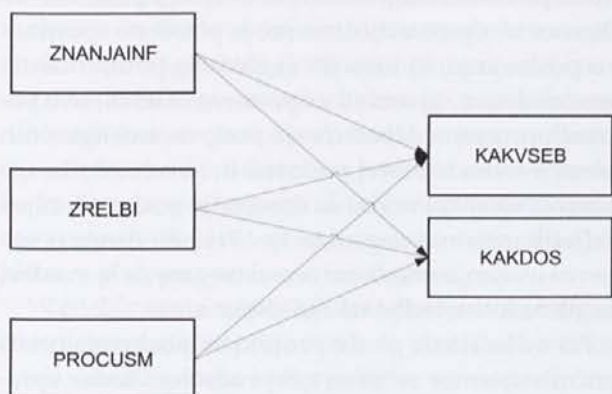 ZNANJAINF
KAKVSEB
ZRELBI
KAKDOS
PROCUSM